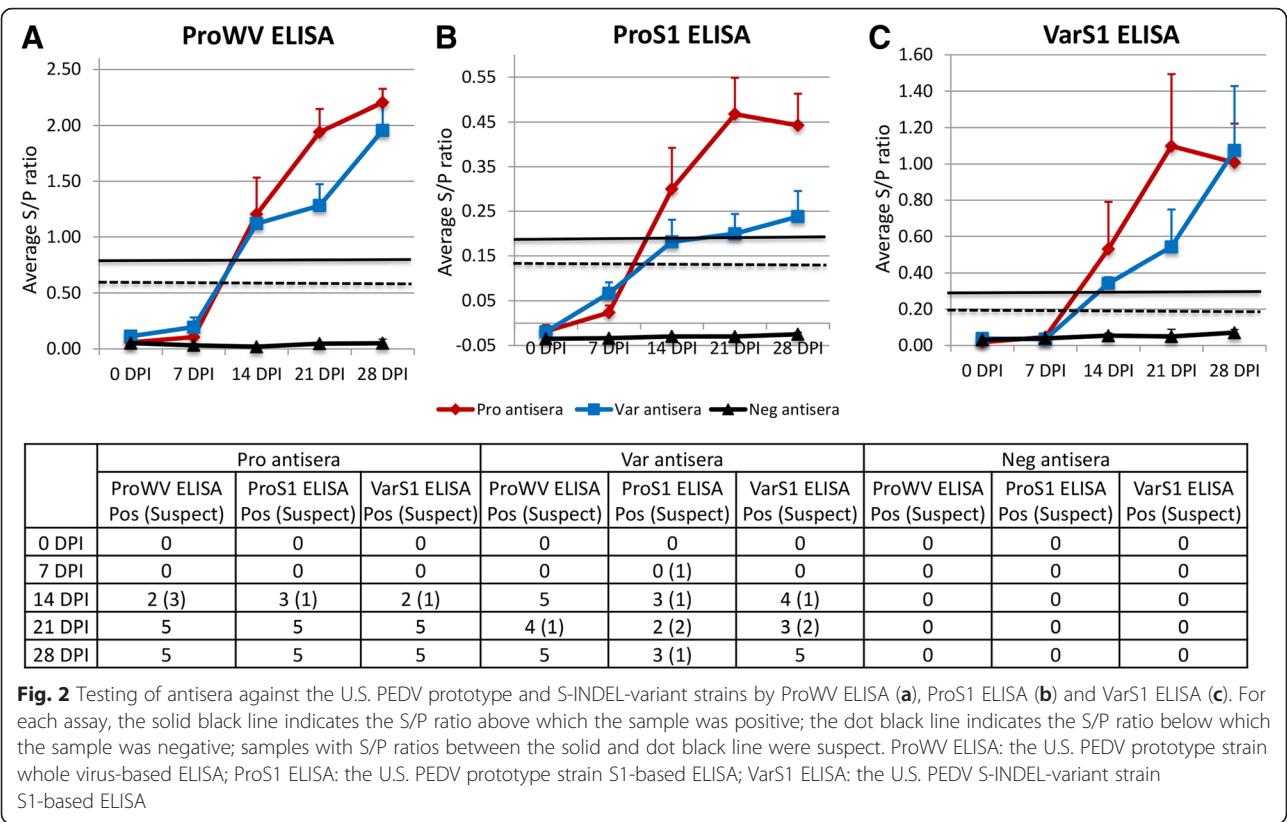 A ProWV ELISA
B ProS1 ELISA
C VarS1 ELISA
Average S/P ratio
2.50
2.00
1.50
1.00
0.50
0.00
0 DPI 7 DPI 14 DPI 21 DPI 28 DPI
Average S/P ratio
0.55
0.45
0.35
0.25
0.15
0.05
-0.05
0 DPI 7 DPI 14 DPI 21 DPI 28 DPI
Average S/P ratio
1.60
1.40
1.20
1.00
0.80
0.60
0.40
0.20
0.00
0 DPI 7 DPI 14 DPI 21 DPI 28 DPI
Pro antisera Var antisera Neg antisera
Pro antisera Var antisera Neg antisera
ProWV ELISA ProS1 ELISA VarS1 ELISA ProWV ELISA ProS1 ELISA VarS1 ELISA ProWV ELISA ProS1 ELISA VarS1 ELISA
Pos (Suspect) Pos (Suspect) Pos (Suspect) Pos (Suspect) Pos (Suspect) Pos (Suspect) Pos (Suspect) Pos (Suspect) Pos (Suspect)
0 DPI 0 0 0 0 0 0 0 0 0
7 DPI 0 0 0 0 0 (1) 0 0 0 0
14 DPI 2 (3) 3 (1) 2 (1) 5 3 (1) 4 (1) 0 0 0
21 DPI 5 5 5 4 (1) 2 (2) 3 (2) 0 0 0
28 DPI 5 5 5 5 3 (1) 5 0 0 0
Fig. 2 Testing of antisera against the U.S. PEDV prototype and S-INDEL-variant strains by ProWV ELISA (a), ProS1 ELISA (b) and VarS1 ELISA (c). For
each assay, the solid black line indicates the S/P ratio above which the sample was positive; the dot black line indicates the S/P ratio below which
the sample was negative; samples with S/P ratios between the solid and dot black line were suspect. ProWV ELISA: the U.S. PEDV prototype strain
whole virus-based ELISA; ProS1 ELISA: the U.S. PEDV prototype strain S1-based ELISA; VarS1 ELISA: the U.S. PEDV S-INDEL-variant strain
S1-based ELISA